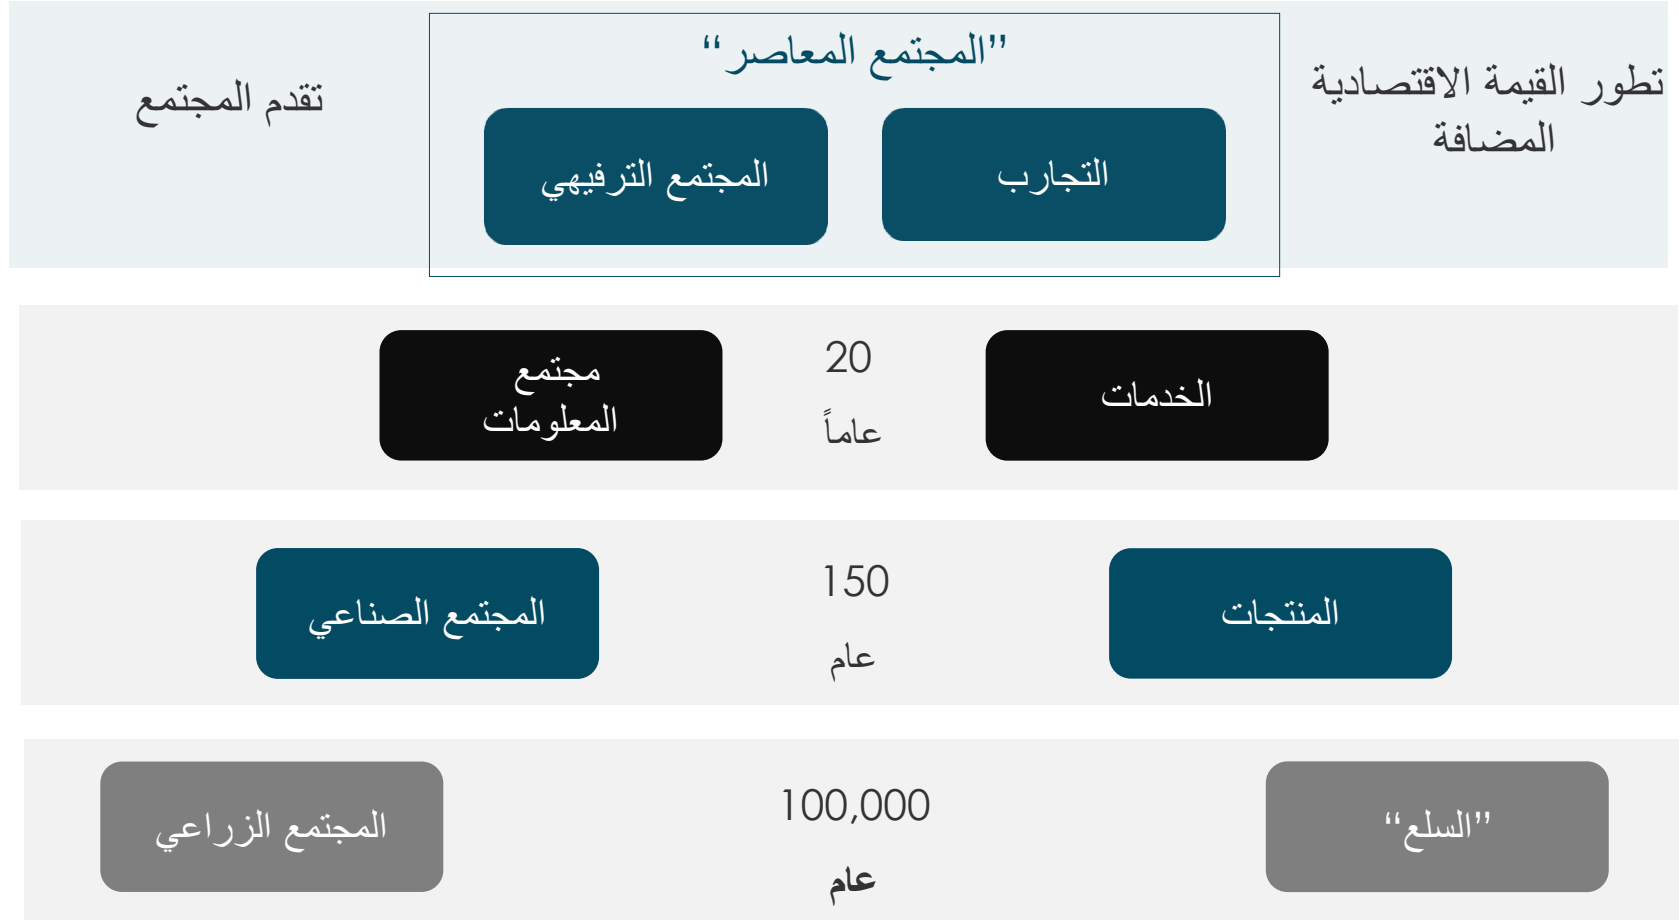 تطور القيمة الاقتصادية
المضافة
’’المجتمع المعاصر‘‘
تقدم المجتمع
التجارب
المجتمع الترفيهي
الخدمات
20
عاماً
مجتمع
المعلومات
المنتجات
150
عام
المجتمع الصناعي
’’السلع‘‘
100,000
عام
المجتمع الزراعي